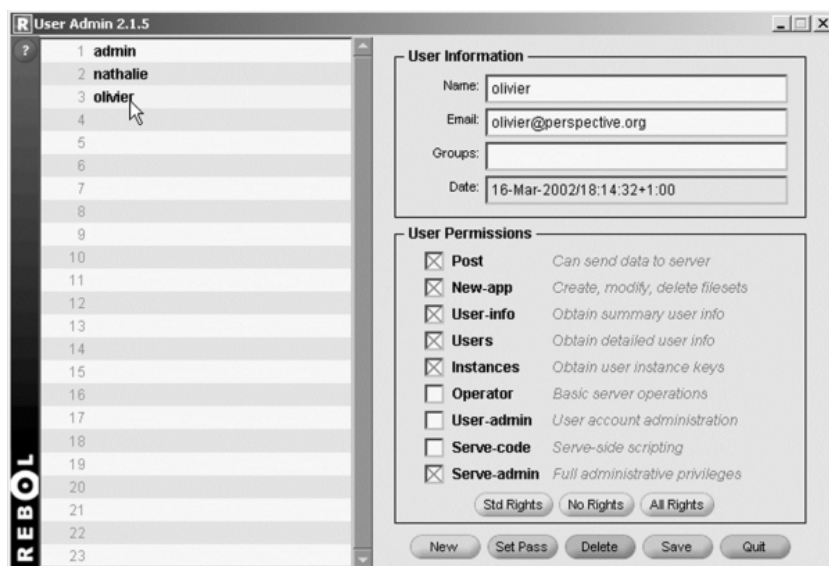 R User Admin 2.1.5
?
1 admin
2 nathalie
3 olivier
4
5
6
7
8
9
10
11
12
13
14
15
16
17
18
19
20
21
22
23
REBOL
User Information
Name: olivier
Email: olivier@perspective.org
Groups:
Date: 16-Mar-2002/18:14:32+1:00
User Permissions
Post Can send data to server
New-app Create, modify, delete filesets
User-info Obtain summary user info
Users Obtain detailed user info
Instances Obtain user instance keys
Operator Basic server operations
User-admin User account administration
Serve-code Serve-side scripting
Serve-admin Full administrative privileges
Std Rights No Rights All Rights
New Set Pass Delete Save Quit